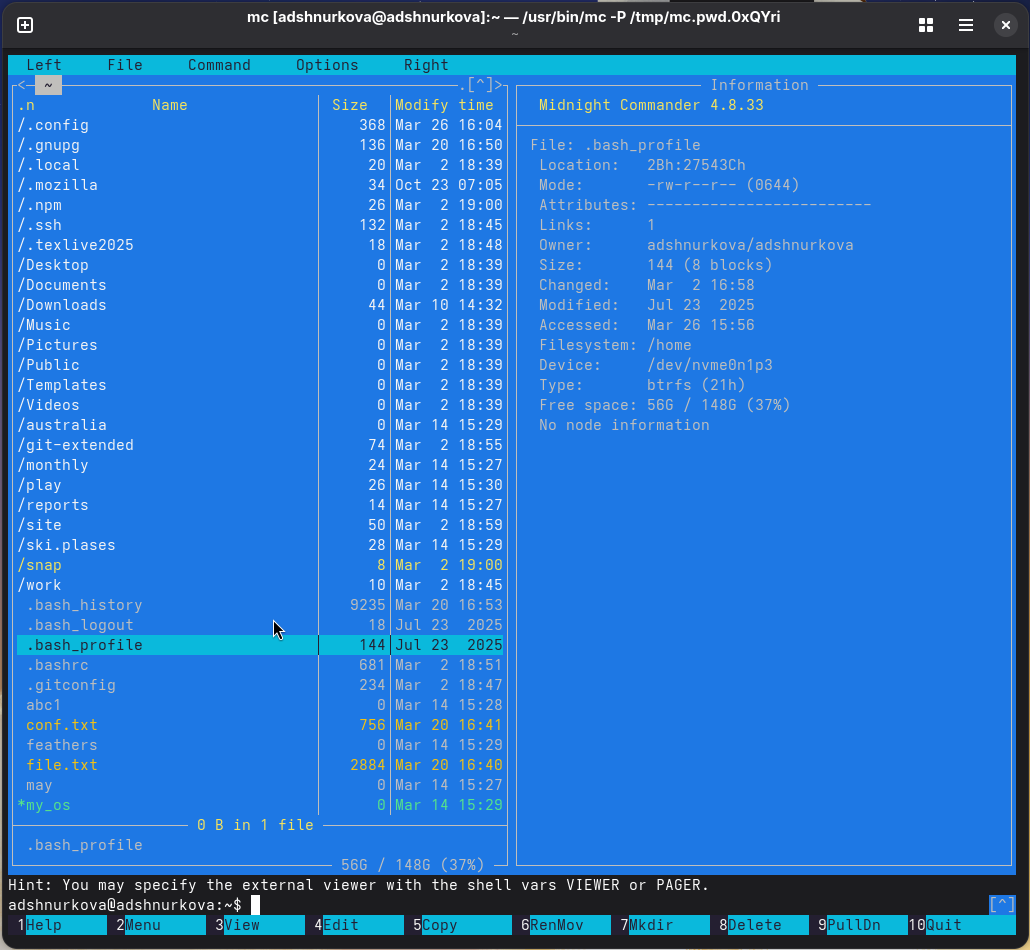 mc [adshnurkova@adshnurkova]:~ — /usr/bin/mc -P /tmp/mc.pwd.0xQYri
~
Left File Command Options Right
<─ ~ .[^]>
.n Name Size Modify time
/.config 368 Mar 26 16:04
/.gnupg 136 Mar 20 16:50
/.local 20 Mar 2 18:39
/.mozilla 34 Oct 23 07:05
/.npm 26 Mar 2 19:00
/.ssh 132 Mar 2 18:45
/.texlive2025 18 Mar 2 18:48
/Desktop 0 Mar 2 18:39
/Documents 0 Mar 2 18:39
/Downloads 44 Mar 10 14:32
/Music 0 Mar 2 18:39
/Pictures 0 Mar 2 18:39
/Public 0 Mar 2 18:39
/Templates 0 Mar 2 18:39
/Videos 0 Mar 2 18:39
/australia 0 Mar 14 15:29
/git-extended 74 Mar 2 18:55
/monthly 24 Mar 14 15:27
/play 26 Mar 14 15:30
/reports 14 Mar 14 15:27
/site 50 Mar 2 18:59
/ski.plases 28 Mar 14 15:29
/snap 8 Mar 2 19:00
/work 10 Mar 2 18:45
.bash_history 9235 Mar 20 16:53
.bash_logout 18 Jul 23 2025
.bash_profile 144 Jul 23 2025
.bashrc 681 Mar 2 18:51
.gitconfig 234 Mar 2 18:47
abc1 0 Mar 14 15:28
conf.txt 756 Mar 20 16:41
feathers 0 Mar 14 15:29
file.txt 2884 Mar 20 16:40
may 0 Mar 14 15:27
*my_os 0 Mar 14 15:29
0 B in 1 file
.bash_profile
56G / 148G (37%)
Information
Midnight Commander 4.8.33
File: .bash_profile
Location: 2Bh:27543Ch
Mode: -rw-r--r-- (0644)
Attributes: -------------------------
Links: 1
Owner: adshnurkova/adshnurkova
Size: 144 (8 blocks)
Changed: Mar 2 16:58
Modified: Jul 23 2025
Accessed: Mar 26 15:56
Filesystem: /home
Device: /dev/nvme0n1p3
Type: btrfs (21h)
Free space: 56G / 148G (37%)
No node information
Hint: You may specify the external viewer with the shell vars VIEWER or PAGER.
adshnurkova@adshnurkova:~$ [^]
1Help 2Menu 3View 4Edit 5Copy 6RenMov 7Mkdir 8Delete 9PullDn 10Quit